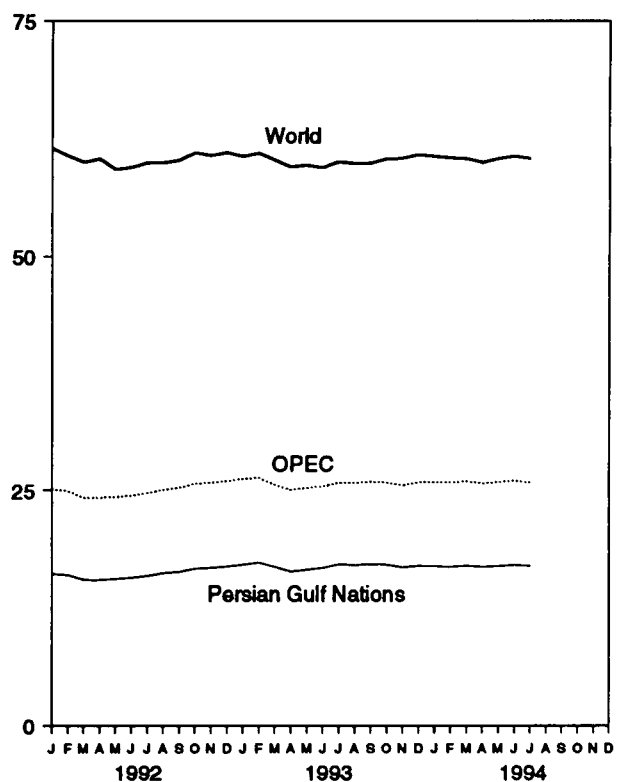 75
World
50
OPEC
25
Persian Gulf Nations
0
J F M A M J J A S O N D J F M A M J J A S O N D J F M A M J J A S O N D
1992 1993 1994